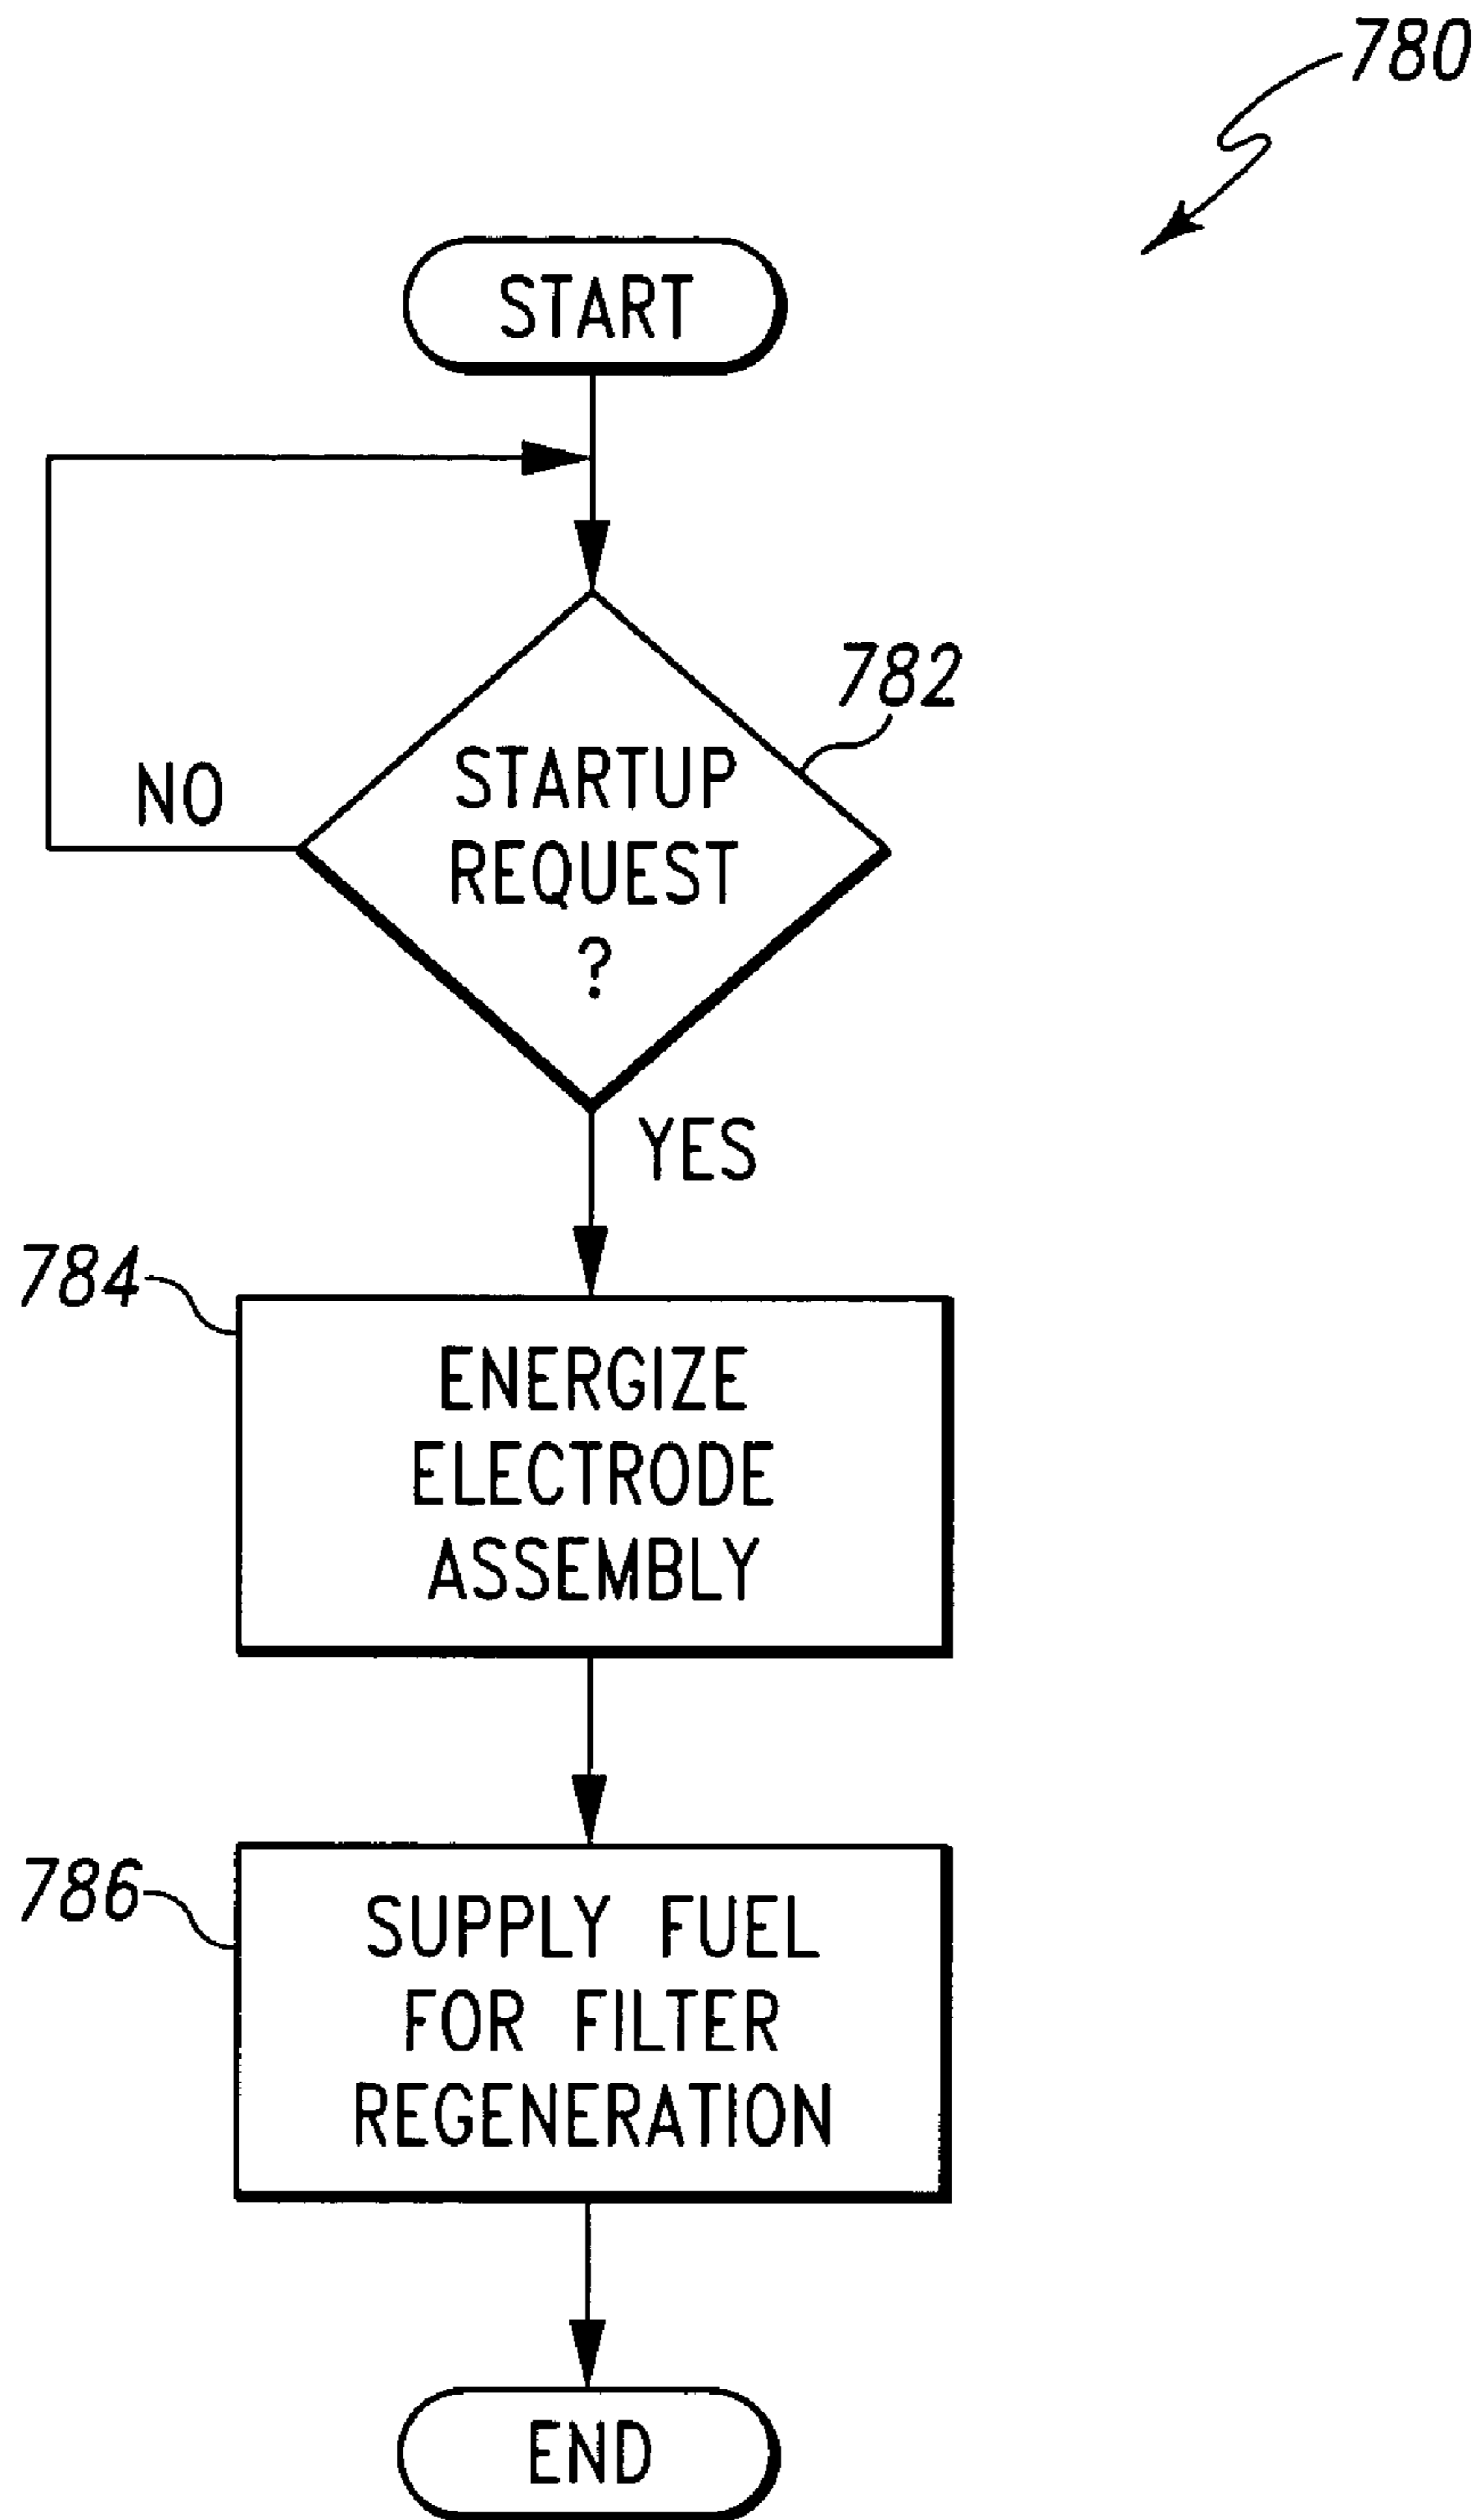 780
START
782
STARTUP
REQUEST
?
NO
YES
784
ENERGIZE
ELECTRODE
ASSEMBLY
786
SUPPLY FUEL
FOR FILTER
REGENERATION
END